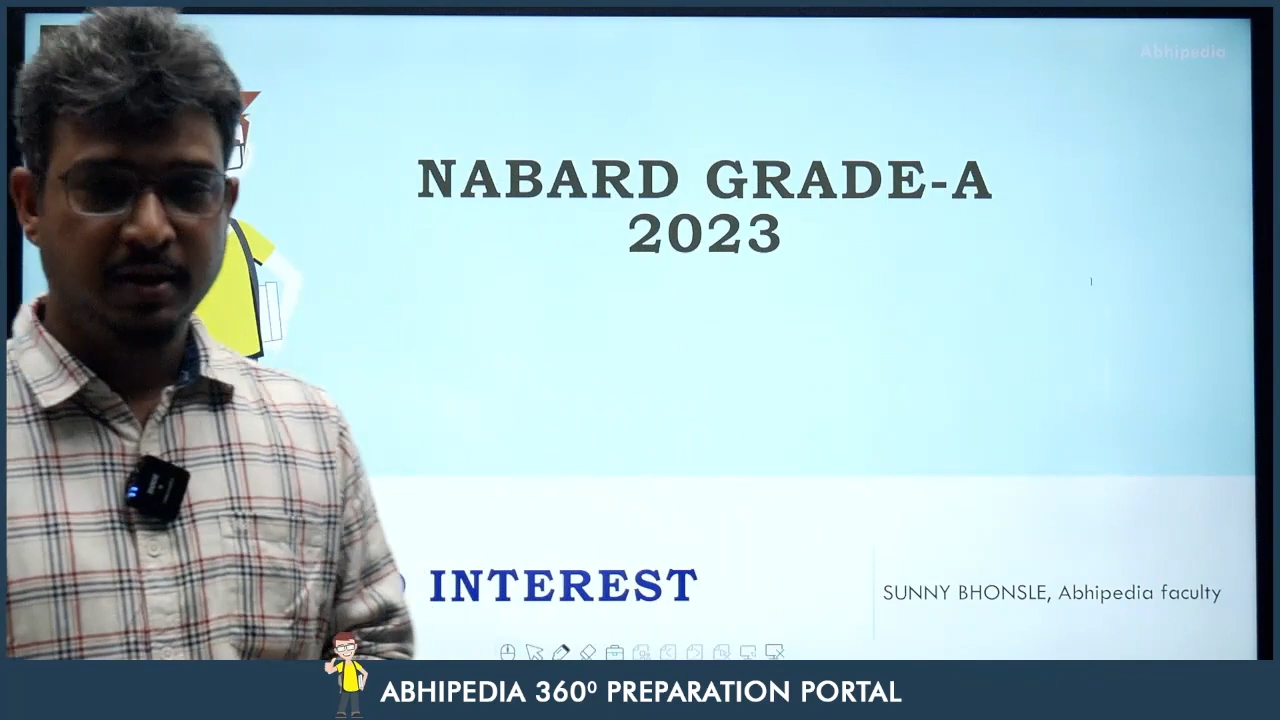 Abhipedia
NABARD GRADE-A
2023
INTEREST
SUNNY BHONSLE, Abhipedia faculty
ABHIPEDIA 360⁰ PREPARATION PORTAL